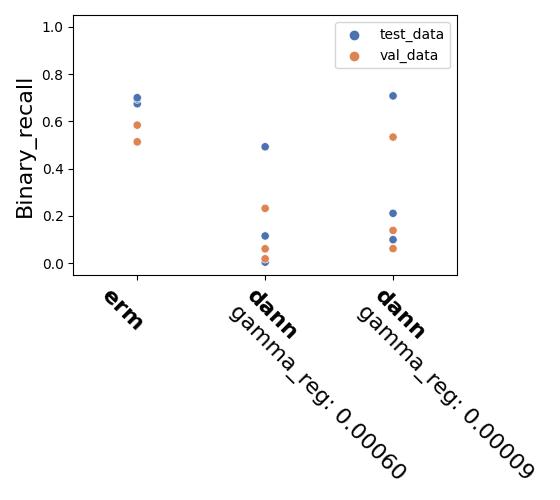 1.0
0.8
0.6
0.4
0.2
0.0
Binary_recall
test_data
val_data
erm
dann
gamma_reg: 0.00060
dann
gamma_reg: 0.00009